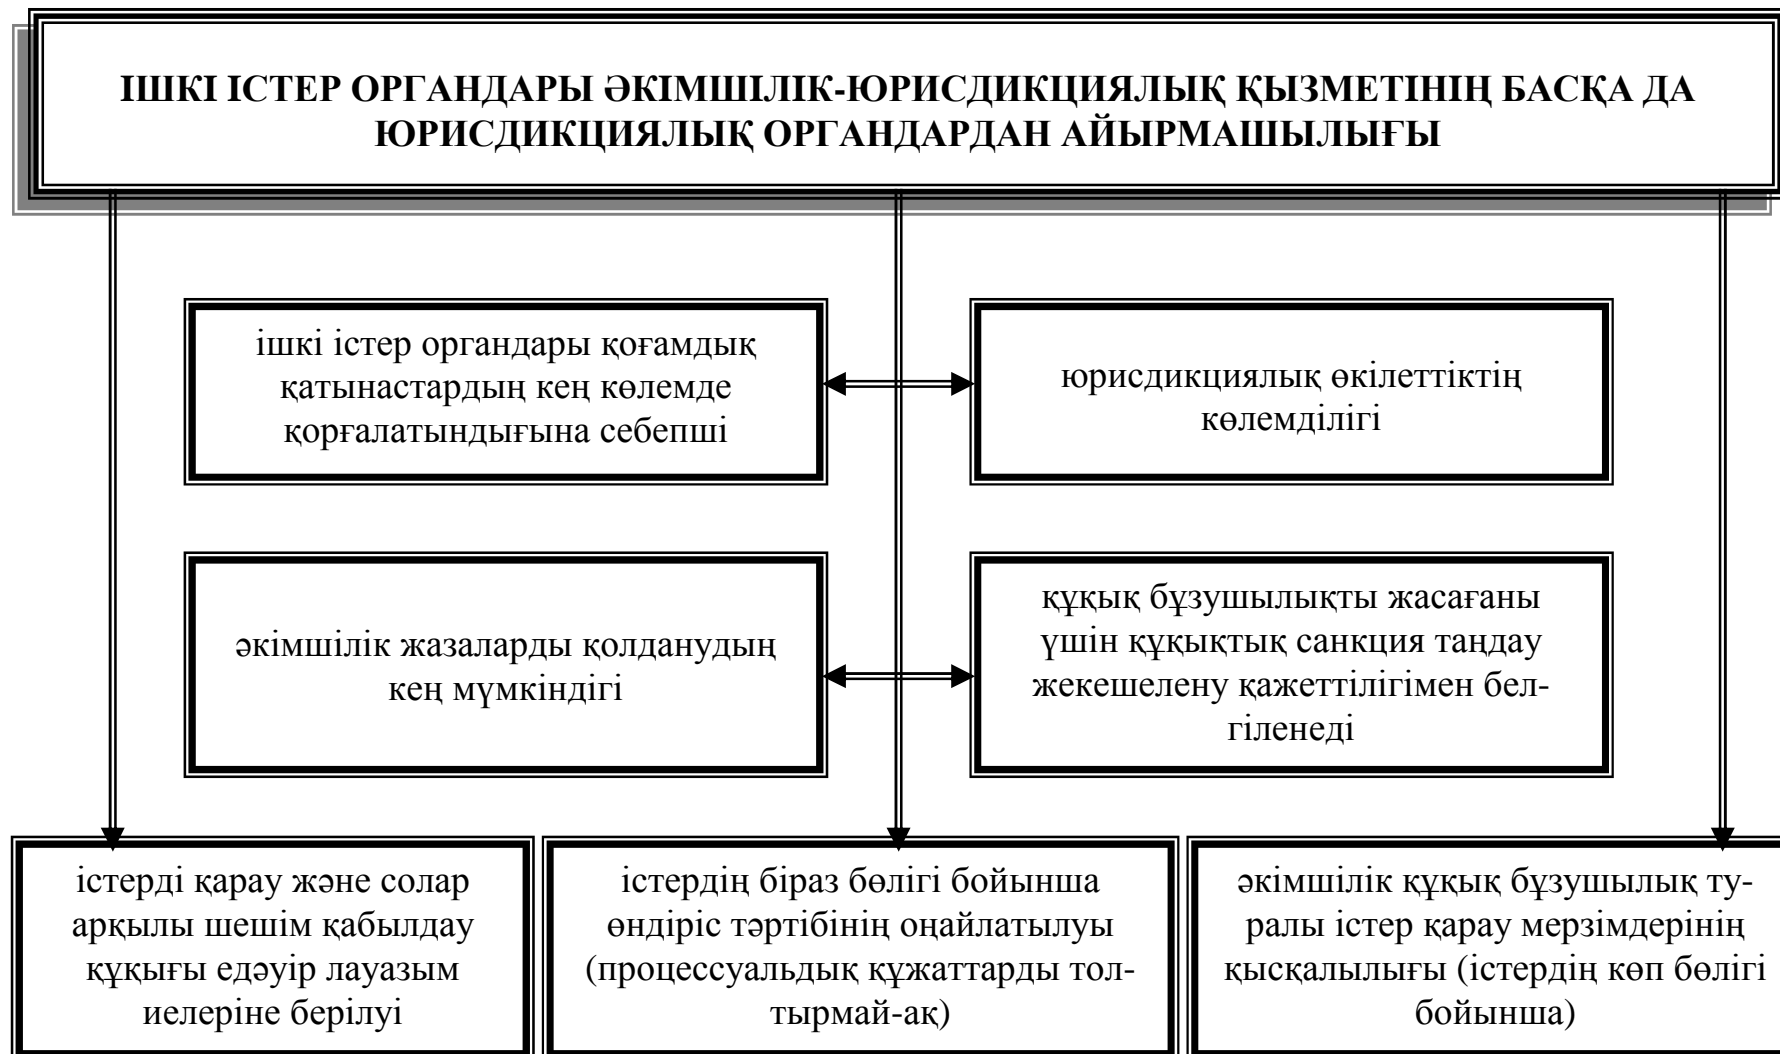 ІШКІ ІСТЕР ОРГАНДАРЫ ӘКІМШІЛІК-ЮРИСДИКЦИЯЛЫҚ ҚЫЗМЕТІНІҢ БАСҚА ДА
ЮРИСДИКЦИЯЛЫҚ ОРГАНДАРДАН АЙЫРМАШЫЛЫҒЫ
ішкі істер органдары қоғамдық
қатынастардың кең көлемде
қорғалатындығына себепші
юрисдикциялық өкілеттіктің
көлемділігі
әкімшілік жазаларды қолданудың
кең мүмкіндігі
құқық бұзушылықты жасағаны
үшін құқықтық санкция таңдау
жекешелену қажеттілігімен бел-
гіленеді
істерді қарау және солар
арқылы шешім қабылдау
құқығы едәуір лауазым
иелеріне берілуі
істердің біраз бөлігі бойынша
өндіріс тәртібінің оңайлатылуы
(процессуальдық құжаттарды тол-
тырмай-ақ)
әкімшілік құқық бұзушылық ту-
ралы істер қарау мерзімдерінің
қысқалылығы (істердің көп бөлігі
бойынша)